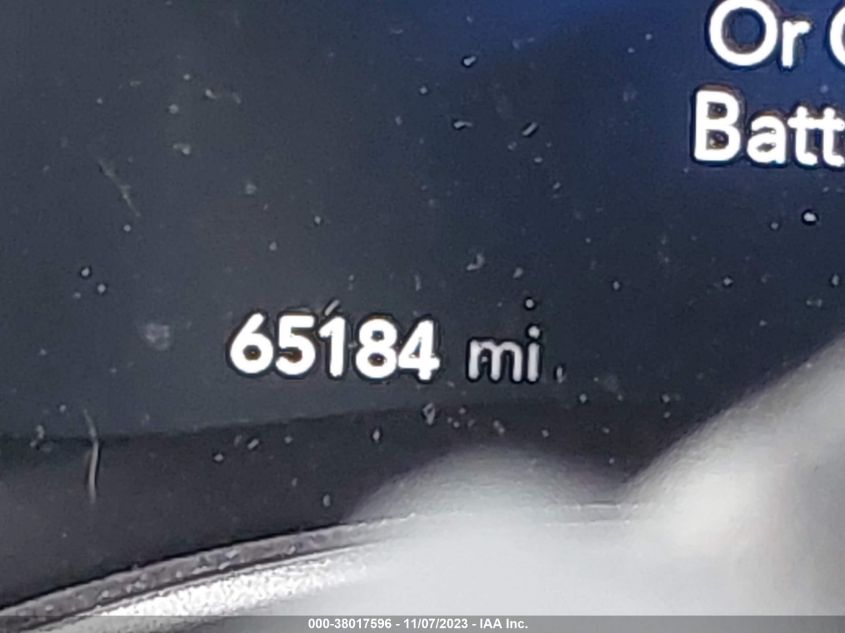 Or
Batt
65184 mi
000-38017596 - 11/07/2023 - IAA Inc.